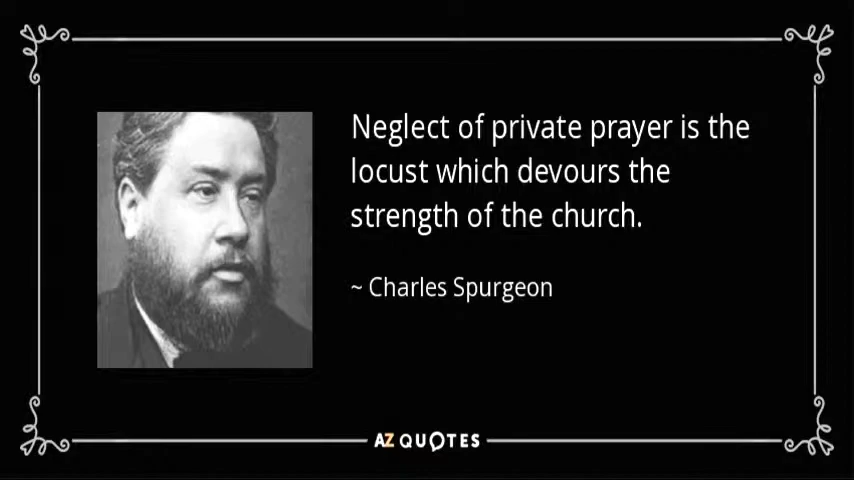 Neglect of private prayer is the
locust which devours the
strength of the church.
~ Charles Spurgeon
AZ QUOTES